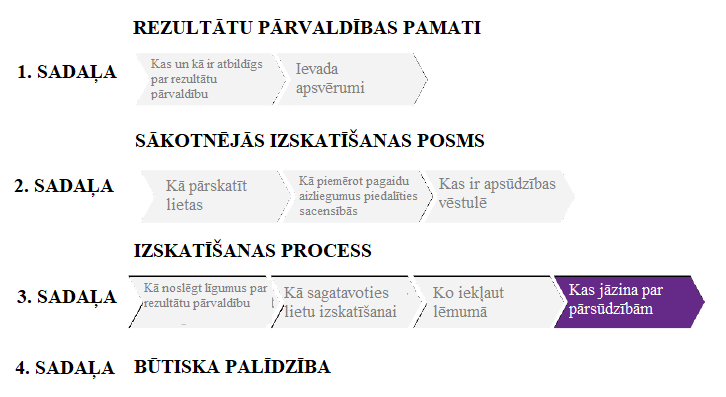 REZULTĀTU PĀRVALDĪBAS PAMATI
1. SADAĻA
Kas un kā ir atbildīgs
par rezultātu
pārvaldību
Ievada
apsvērumi
SĀKOTNĒJĀS IZSKATĪŠANAS POSMS
2. SADAĻA
Kā pārskatīt
lietas
Kā piemērot pagaidu
aizliegumus piedalīties
sacensībās
Kas ir apsūdzības
vēstulē
IZSKATĪŠANAS PROCESS
3. SADAĻA
Kā noslēgt līgumus par
rezultātu pārvaldību
Kā sagatavoties
lietu izskatīšanai
Ko iekļaut
lēmumā
Kas jāzina par
pārsūdzībām
4. SADAĻA
BŪTISKA PALĪDZĪBA